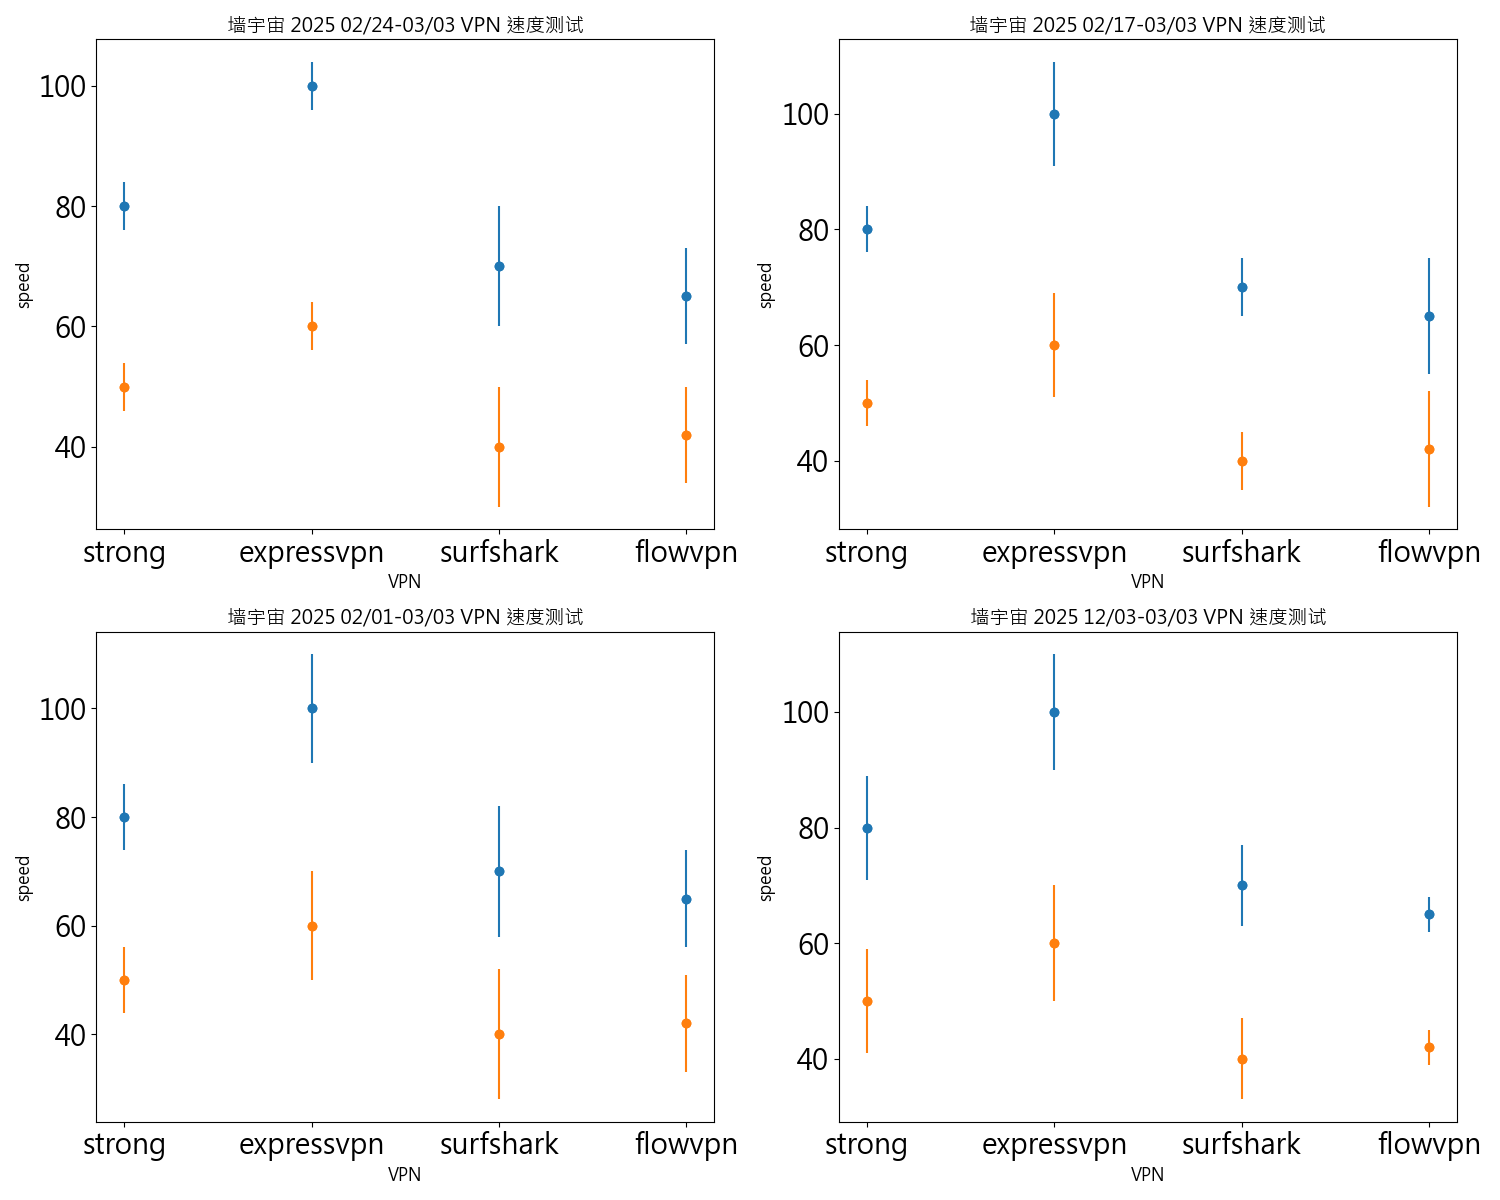 墙宇宙 2025 02/24-03/03 VPN 速度测试
100
80
60
40
speed
strong expressvpn surfshark flowvpn
VPN
墙宇宙 2025 02/17-03/03 VPN 速度测试
100
80
60
40
speed
strong expressvpn surfshark flowvpn
VPN
墙宇宙 2025 02/01-03/03 VPN 速度测试
100
80
60
40
speed
strong expressvpn surfshark flowvpn
VPN
墙宇宙 2025 12/03-03/03 VPN 速度测试
100
80
60
40
speed
strong expressvpn surfshark flowvpn
VPN